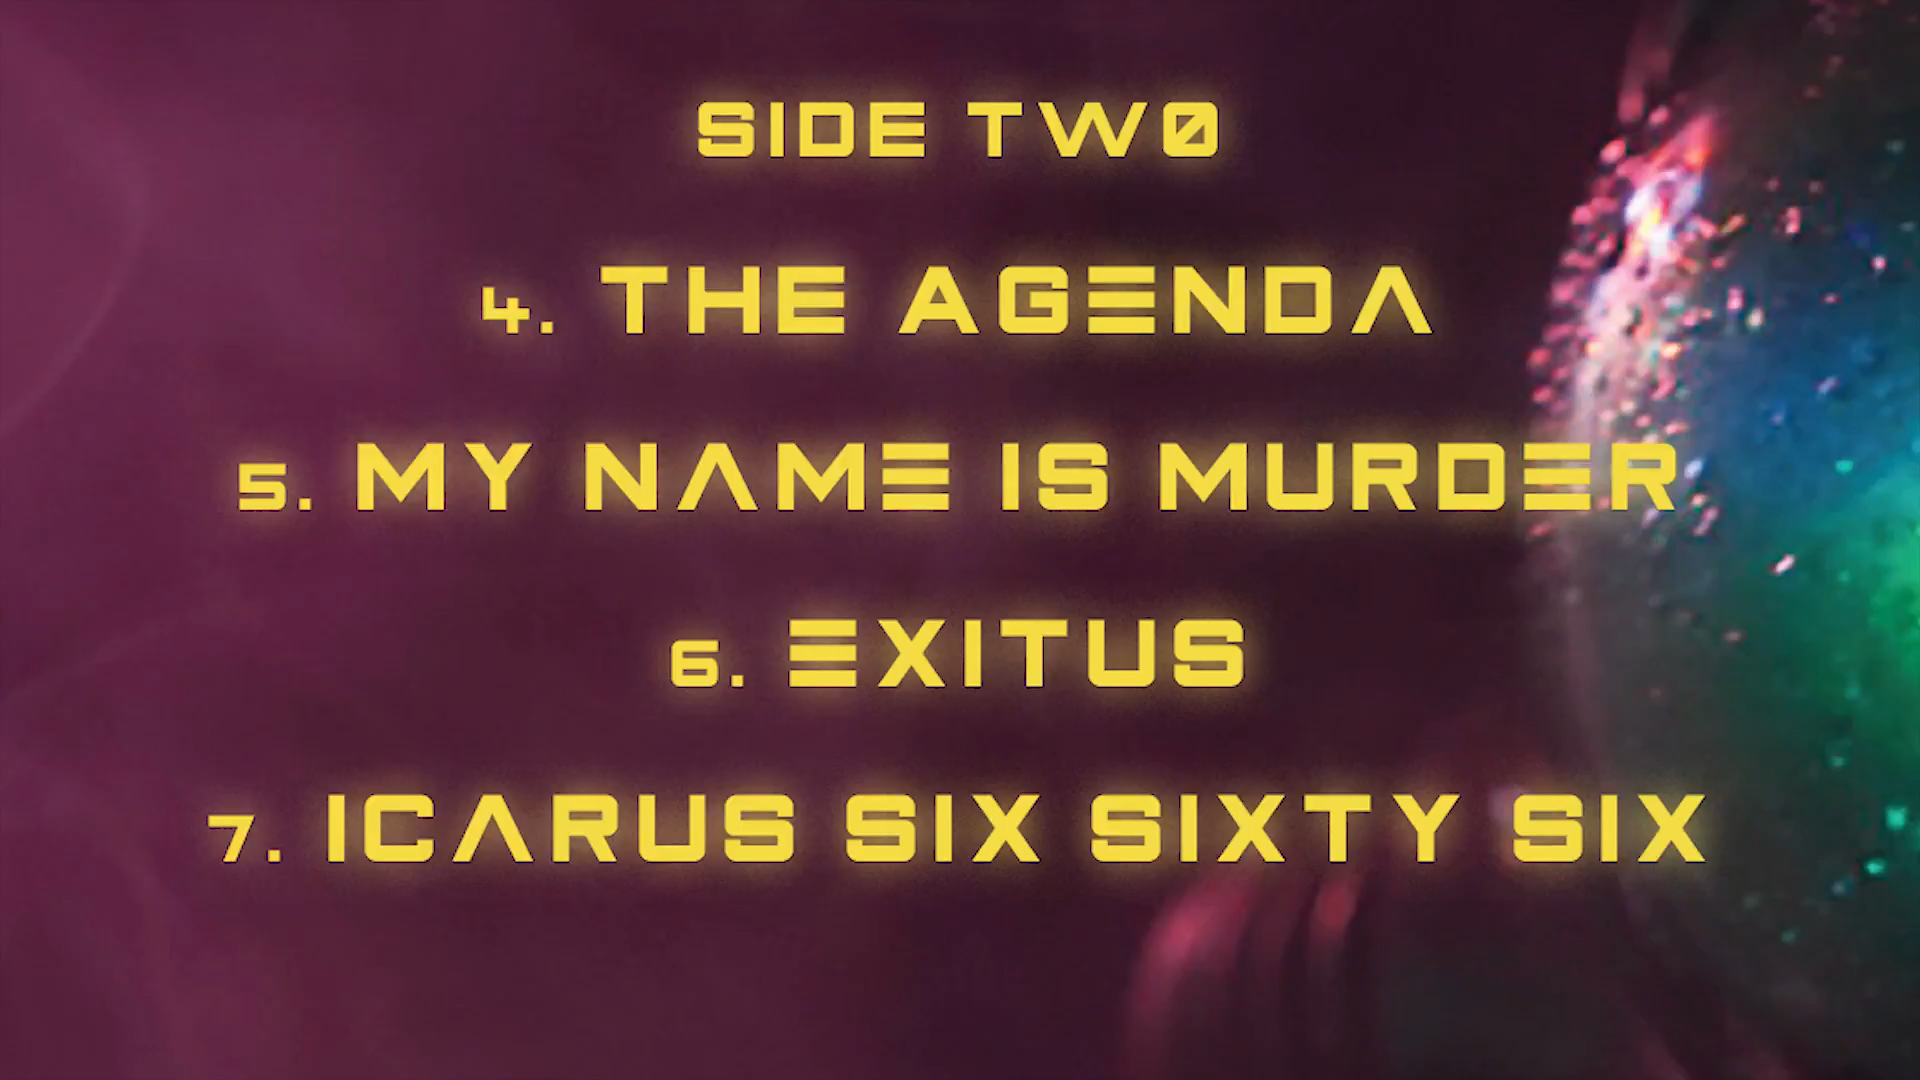 SIDE TWO
4. THE AGENDA
5. MY NAME IS MURDER
6. EXITUS
7. ICARUS SIX SIXTY SIX